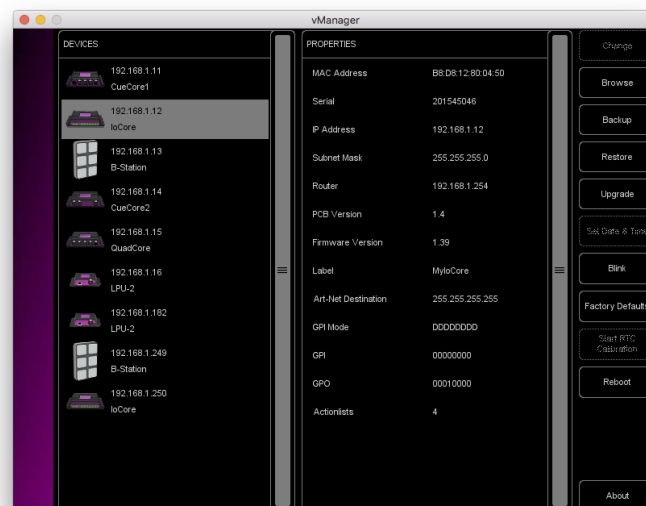 vManager
DEVICES
192.168.1.11
CueCore1
192.168.1.12
IoCore
192.168.1.13
B-Station
192.168.1.14
CueCore2
192.168.1.15
QuadCore
192.168.1.16
LPU-2
192.168.1.182
LPU-2
192.168.1.249
B-Station
192.168.1.250
IoCore
PROPERTIES
MAC Address B8:D8:12:80:04:50
Serial 201545046
IP Address 192.168.1.12
Subnet Mask 255.255.255.0
Router 192.168.1.254
PCB Version 1.4
Firmware Version 1.39
Label MyIoCore
Art-Net Destination 255.255.255.255
GPI Mode DDDDDDDD
GPI 00000000
GPO 00010000
Actionlists 4
Change
Browse
Backup
Restore
Upgrade
Set Date & Time
Blink
Factory Defaults
Start RTC
Calibration
Reboot
About